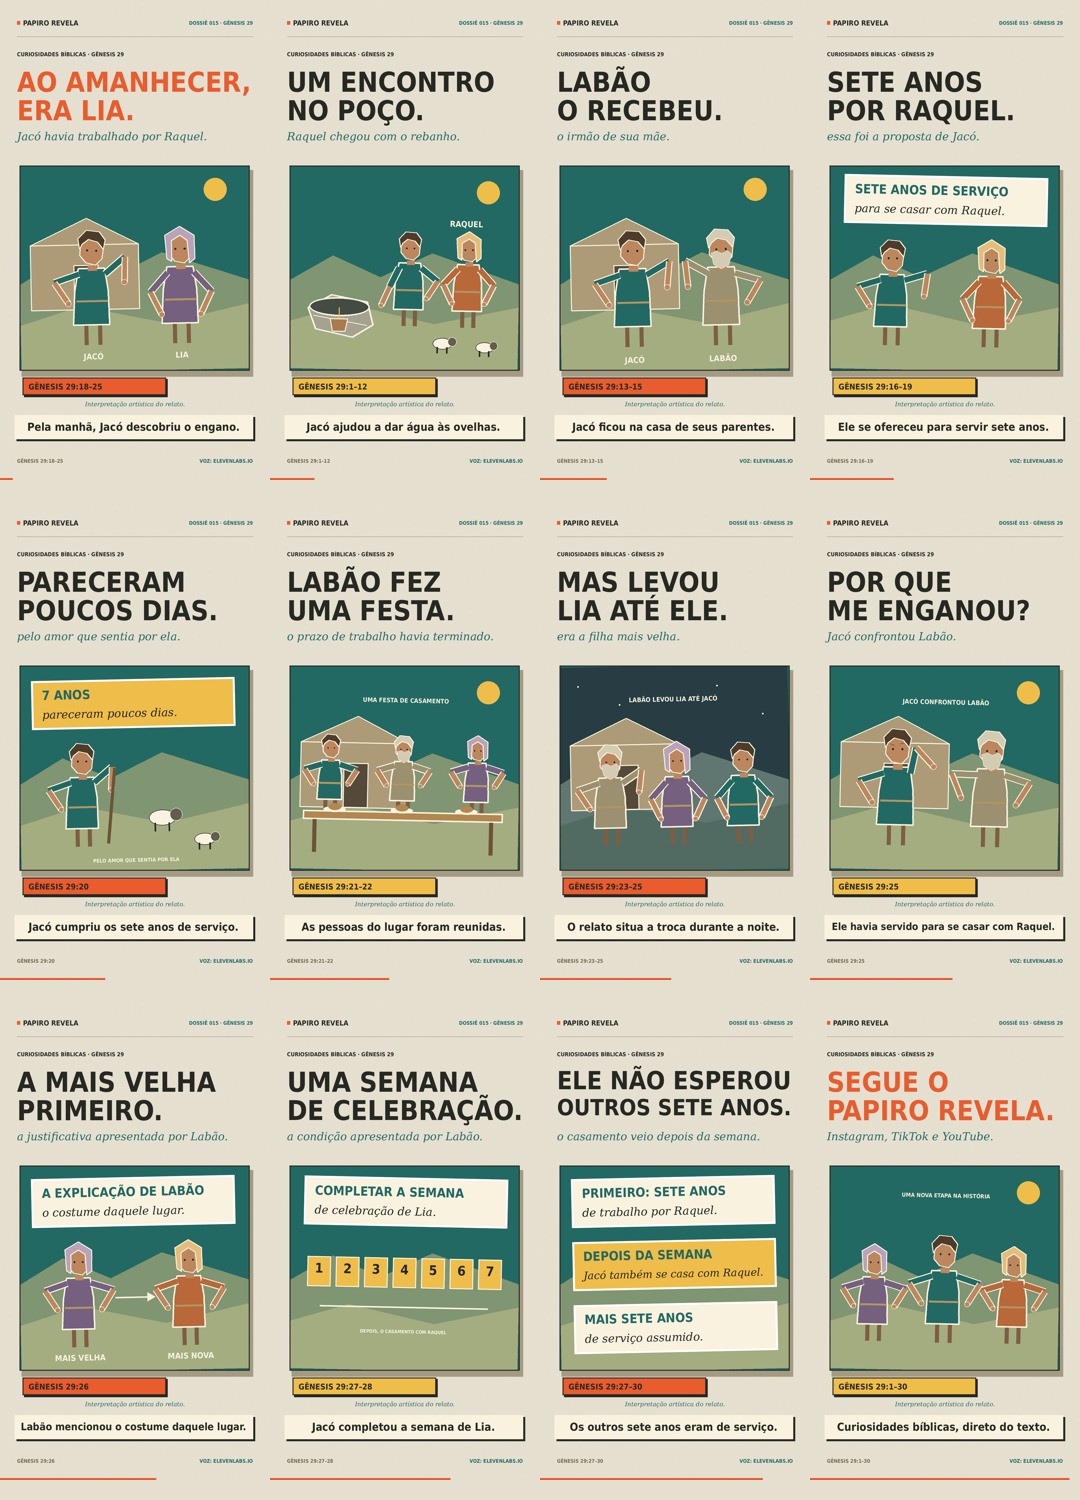 PAPIRO REVELA
DOSSIÊ 015 · GÊNESIS 29
CURIOSIDADES BÍBLICAS · GÊNESIS 29
AO AMANHECER,
ERA LIA.
Jacó havia trabalhado por Raquel.
JACÓ
LIA
GÊNESIS 29:18-25
Interpretação artística do relato.
Pela manhã, Jacó descobriu o engano.
GÊNESIS 29:18-25
VOZ: ELEVENLABS.IO
PAPIRO REVELA
DOSSIÊ 015 · GÊNESIS 29
CURIOSIDADES BÍBLICAS · GÊNESIS 29
UM ENCONTRO
NO POÇO.
Raquel chegou com o rebanho.
RAQUEL
GÊNESIS 29:1-12
Interpretação artística do relato.
Jacó ajudou a dar água às ovelhas.
GÊNESIS 29:1-12
VOZ: ELEVENLABS.IO
PAPIRO REVELA
DOSSIÊ 015 · GÊNESIS 29
CURIOSIDADES BÍBLICAS · GÊNESIS 29
LABÃO
O RECEBEU.
o irmão de sua mãe.
JACÓ
LABÃO
GÊNESIS 29:13-15
Interpretação artística do relato.
Jacó ficou na casa de seus parentes.
GÊNESIS 29:13-15
VOZ: ELEVENLABS.IO
PAPIRO REVELA
DOSSIÊ 015 · GÊNESIS 29
CURIOSIDADES BÍBLICAS · GÊNESIS 29
SETE ANOS
POR RAQUEL.
essa foi a proposta de Jacó.
SETE ANOS DE SERVIÇO
para se casar com Raquel.
GÊNESIS 29:16-19
Interpretação artística do relato.
Ele se ofereceu para servir sete anos.
GÊNESIS 29:16-19
VOZ: ELEVENLABS.IO
PAPIRO REVELA
DOSSIÊ 015 · GÊNESIS 29
CURIOSIDADES BÍBLICAS · GÊNESIS 29
PARECERAM
POUCOS DIAS.
pelo amor que sentia por ela.
7 ANOS
pareceram poucos dias.
PELO AMOR QUE SENTIA POR ELA
GÊNESIS 29:20
Interpretação artística do relato.
Jacó cumpriu os sete anos de serviço.
GÊNESIS 29:20
VOZ: ELEVENLABS.IO
PAPIRO REVELA
DOSSIÊ 015 · GÊNESIS 29
CURIOSIDADES BÍBLICAS · GÊNESIS 29
LABÃO FEZ
UMA FESTA.
o prazo de trabalho havia terminado.
UMA FESTA DE CASAMENTO
GÊNESIS 29:21-22
Interpretação artística do relato.
As pessoas do lugar foram reunidas.
GÊNESIS 29:21-22
VOZ: ELEVENLABS.IO
PAPIRO REVELA
DOSSIÊ 015 · GÊNESIS 29
CURIOSIDADES BÍBLICAS · GÊNESIS 29
MAS LEVOU
LIA ATÉ ELE.
era a filha mais velha.
LABÃO LEVOU LIA ATÉ JACÓ
GÊNESIS 29:23-25
Interpretação artística do relato.
O relato situa a troca durante a noite.
GÊNESIS 29:23-25
VOZ: ELEVENLABS.IO
PAPIRO REVELA
DOSSIÊ 015 · GÊNESIS 29
CURIOSIDADES BÍBLICAS · GÊNESIS 29
POR QUE
ME ENGANOU?
Jacó confrontou Labão.
JACÓ CONFRONTOU LABÃO
GÊNESIS 29:25
Interpretação artística do relato.
Ele havia servido para se casar com Raquel.
GÊNESIS 29:25
VOZ: ELEVENLABS.IO
PAPIRO REVELA
DOSSIÊ 015 · GÊNESIS 29
CURIOSIDADES BÍBLICAS · GÊNESIS 29
A MAIS VELHA
PRIMEIRO.
a justificativa apresentada por Labão.
A EXPLICAÇÃO DE LABÃO
o costume daquele lugar.
MAIS VELHA
MAIS NOVA
GÊNESIS 29:26
Interpretação artística do relato.
Labão mencionou o costume daquele lugar.
GÊNESIS 29:26
VOZ: ELEVENLABS.IO
PAPIRO REVELA
DOSSIÊ 015 · GÊNESIS 29
CURIOSIDADES BÍBLICAS · GÊNESIS 29
UMA SEMANA
DE CELEBRAÇÃO.
a condição apresentada por Labão.
COMPLETAR A SEMANA
de celebração de Lia.
1 2 3 4 5 6 7
DEPOIS, O CASAMENTO COM RAQUEL
GÊNESIS 29:27-28
Interpretação artística do relato.
Jacó completou a semana de Lia.
GÊNESIS 29:27-28
VOZ: ELEVENLABS.IO
PAPIRO REVELA
DOSSIÊ 015 · GÊNESIS 29
CURIOSIDADES BÍBLICAS · GÊNESIS 29
ELE NÃO ESPEROU
OUTROS SETE ANOS.
o casamento veio depois da semana.
PRIMEIRO: SETE ANOS
de trabalho por Raquel.
DEPOIS DA SEMANA
Jacó também se casa com Raquel.
MAIS SETE ANOS
de serviço assumido.
GÊNESIS 29:27-30
Interpretação artística do relato.
Os outros sete anos eram de serviço.
GÊNESIS 29:27-30
VOZ: ELEVENLABS.IO
PAPIRO REVELA
DOSSIÊ 015 · GÊNESIS 29
CURIOSIDADES BÍBLICAS · GÊNESIS 29
SEGUE O
PAPIRO REVELA.
Instagram, TikTok e YouTube.
UMA NOVA ETAPA NA HISTÓRIA
GÊNESIS 29:1-30
Interpretação artística do relato.
Curiosidades bíblicas, direto do texto.
GÊNESIS 29:1-30
VOZ: ELEVENLABS.IO